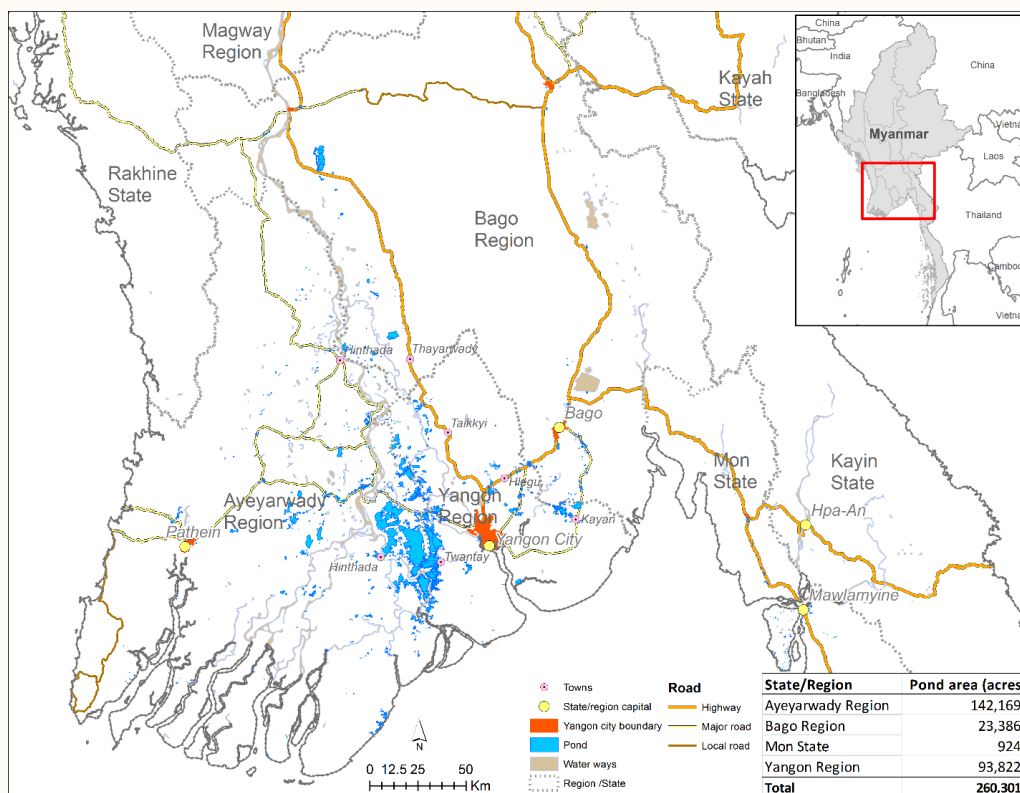 Magway
Region
Kayah
State
Rakhine
State
Bago
Region
Hinthada
Thayarwady
Taikkyi
Bago
Hlegu
Mon
State
Kayin
State
Ayeyarwady
Region
Yangon
Region
Kayan
Hpa-An
Pathein
Yangon City
Hinthada
Twantay
Mawlamyine
China
Bhutan
India
China
Bangladesh
Vietna
Myanmar
Laos
Thailand
Cambod
Vietna
Towns
State/region capital
Yangon city boundary
Pond
Water ways
Region /State
Road
Highway
Major road
Local road
N
0 12.5 25 50
Km
State/Region Pond area (acres
Ayeyarwady Region 142,169
Bago Region 23,386
Mon State 924
Yangon Region 93,822
Total 260,301